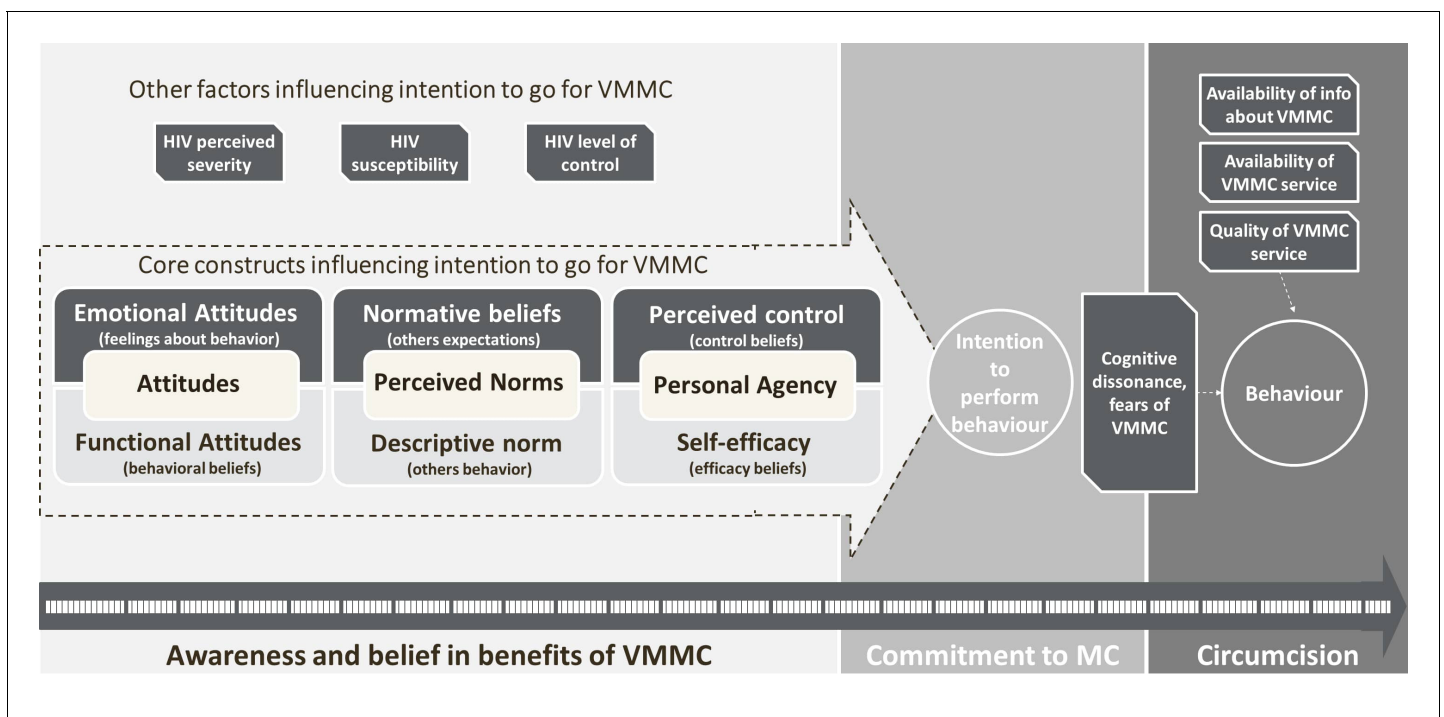 Other factors influencing intention to go for VMMC
HIV perceived
severity
HIV
susceptibility
HIV level of
control
Core constructs influencing intention to go for VMMC
Emotional Attitudes
(feelings about behavior)
Attitudes
Functional Attitudes
(behavioral beliefs)
Normative beliefs
(others expectations)
Perceived Norms
Descriptive norm
(others behavior)
Perceived control
(control beliefs)
Personal Agency
Self-efficacy
(efficacy beliefs)
Intention
to
perform
behaviour
Cognitive
dissonance,
fears of
VMMC
Availability of info
about VMMC
Availability of
VMMC service
Quality of VMMC
service
Behaviour
Awareness and belief in benefits of VMMC
Commitment to MC
Circumcision